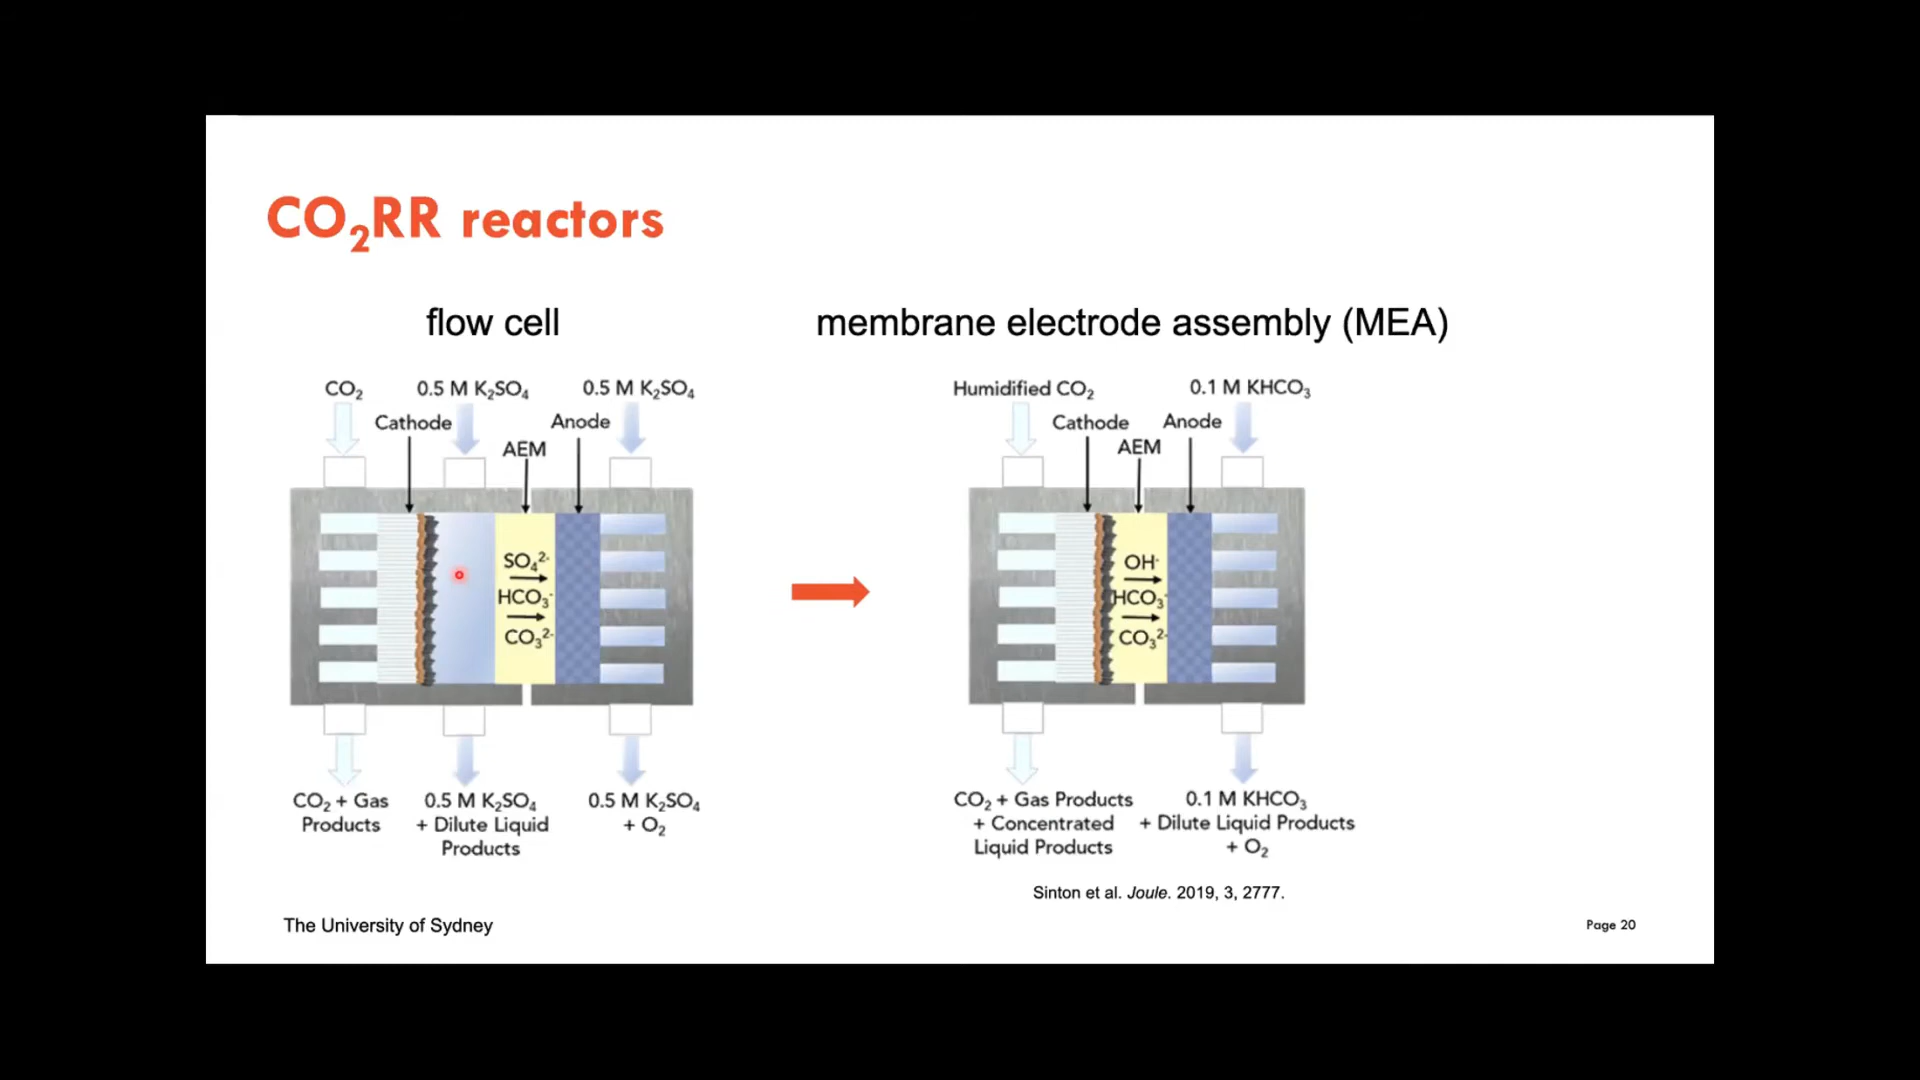 CO₂RR reactors
flow cell
membrane electrode assembly (MEA)
CO₂
0.5 M K₂SO₄
0.5 M K₂SO₄
Cathode
Anode
AEM
SO₄²⁻
HCO₃⁻
CO₃²⁻
CO₂ + Gas
Products
0.5 M K₂SO₄
+ Dilute Liquid
Products
0.5 M K₂SO₄
+ O₂
Humidified CO₂
0.1 M KHCO₃
Cathode
Anode
AEM
OH⁻
HCO₃⁻
CO₃²⁻
CO₂ + Gas Products
+ Concentrated
Liquid Products
0.1 M KHCO₃
+ Dilute Liquid Products
+ O₂
Sinton et al. Joule. 2019, 3, 2777.
The University of Sydney
Page 20